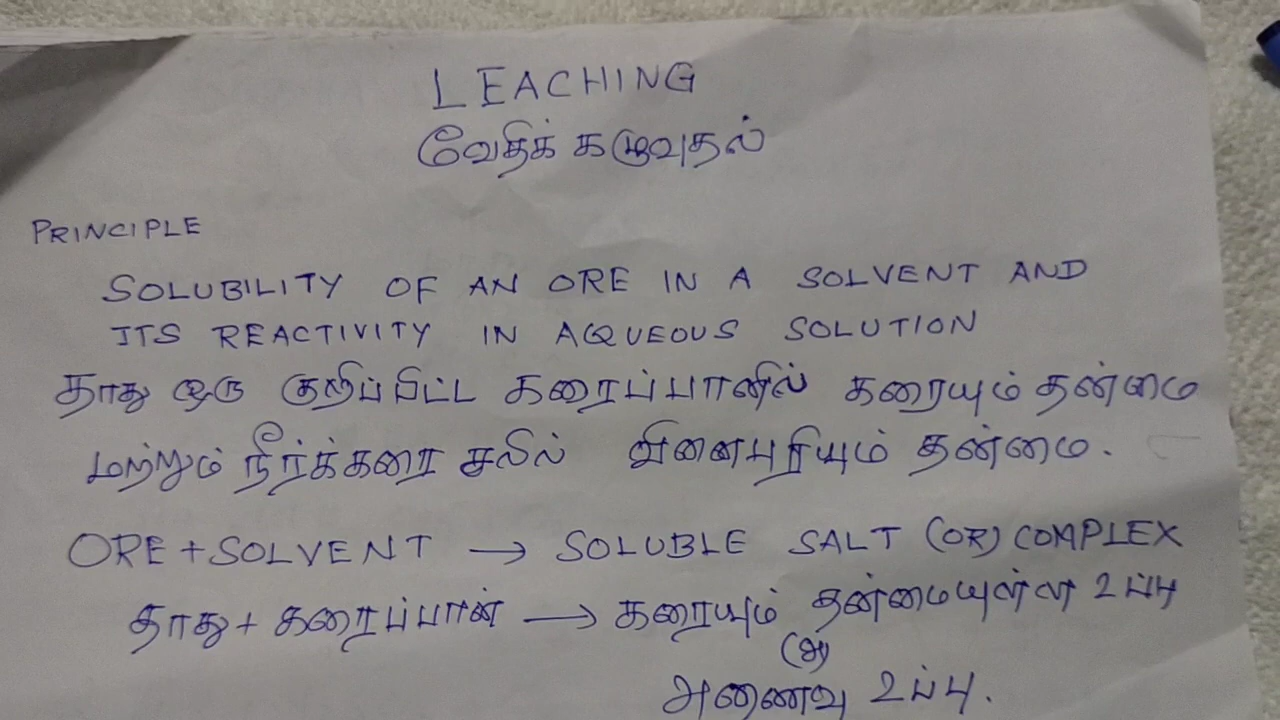 LEACHING
வேதிக் கழுவுதல்
PRINCIPLE
SOLUBILITY OF AN ORE IN A SOLVENT AND
ITS REACTIVITY IN AQUEOUS SOLUTION
தாது ஒரு குறிப்பிட்ட கரைப்பானில் கரையும் தன்மை
மற்றும் நீர்க்கரைசலில் வினைபுரியும் தன்மை.
ORE + SOLVENT → SOLUBLE SALT (OR) COMPLEX
தாது + கரைப்பான் → கரையும் தன்மையுள்ள உப்பு
(அ)
அணைவு உப்பு.